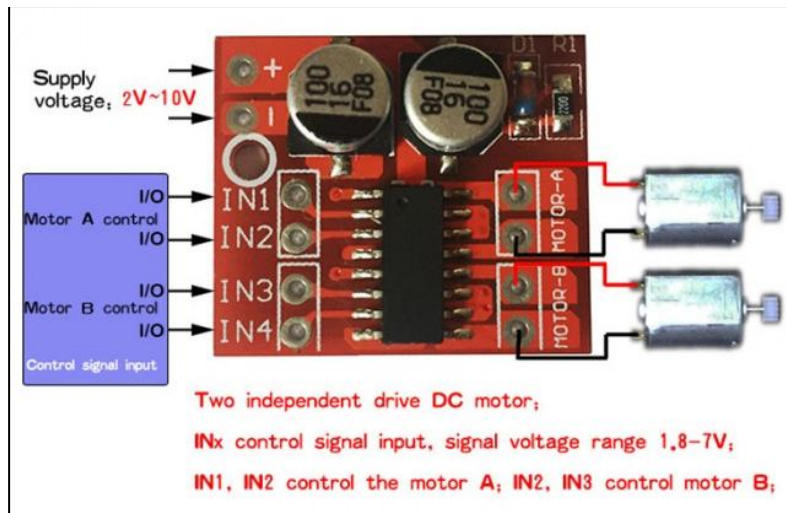 Supply
voltage: 2V~10V
+
-
100
16
F08
100
16
F08
D1
R1
2200
I/O
Motor A control
I/O
I/O
Motor B control
I/O
Control signal input
IN1
IN2
IN3
IN4
MOTOR-A
MOTOR-B
Two independent drive DC motor;
INx control signal input, signal voltage range 1.8-7V;
IN1, IN2 control the motor A; IN2, IN3 control motor B;